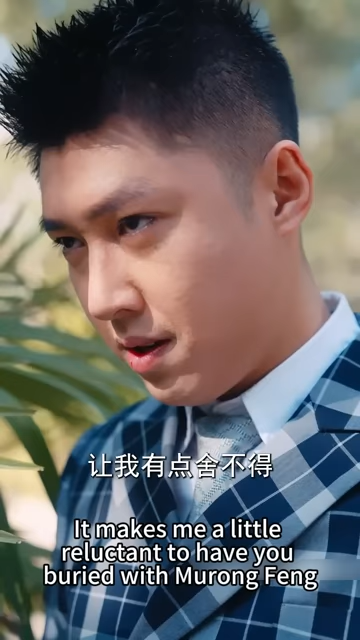 让我有点舍不得
It makes me a little
reluctant to have you
buried with Murong Feng